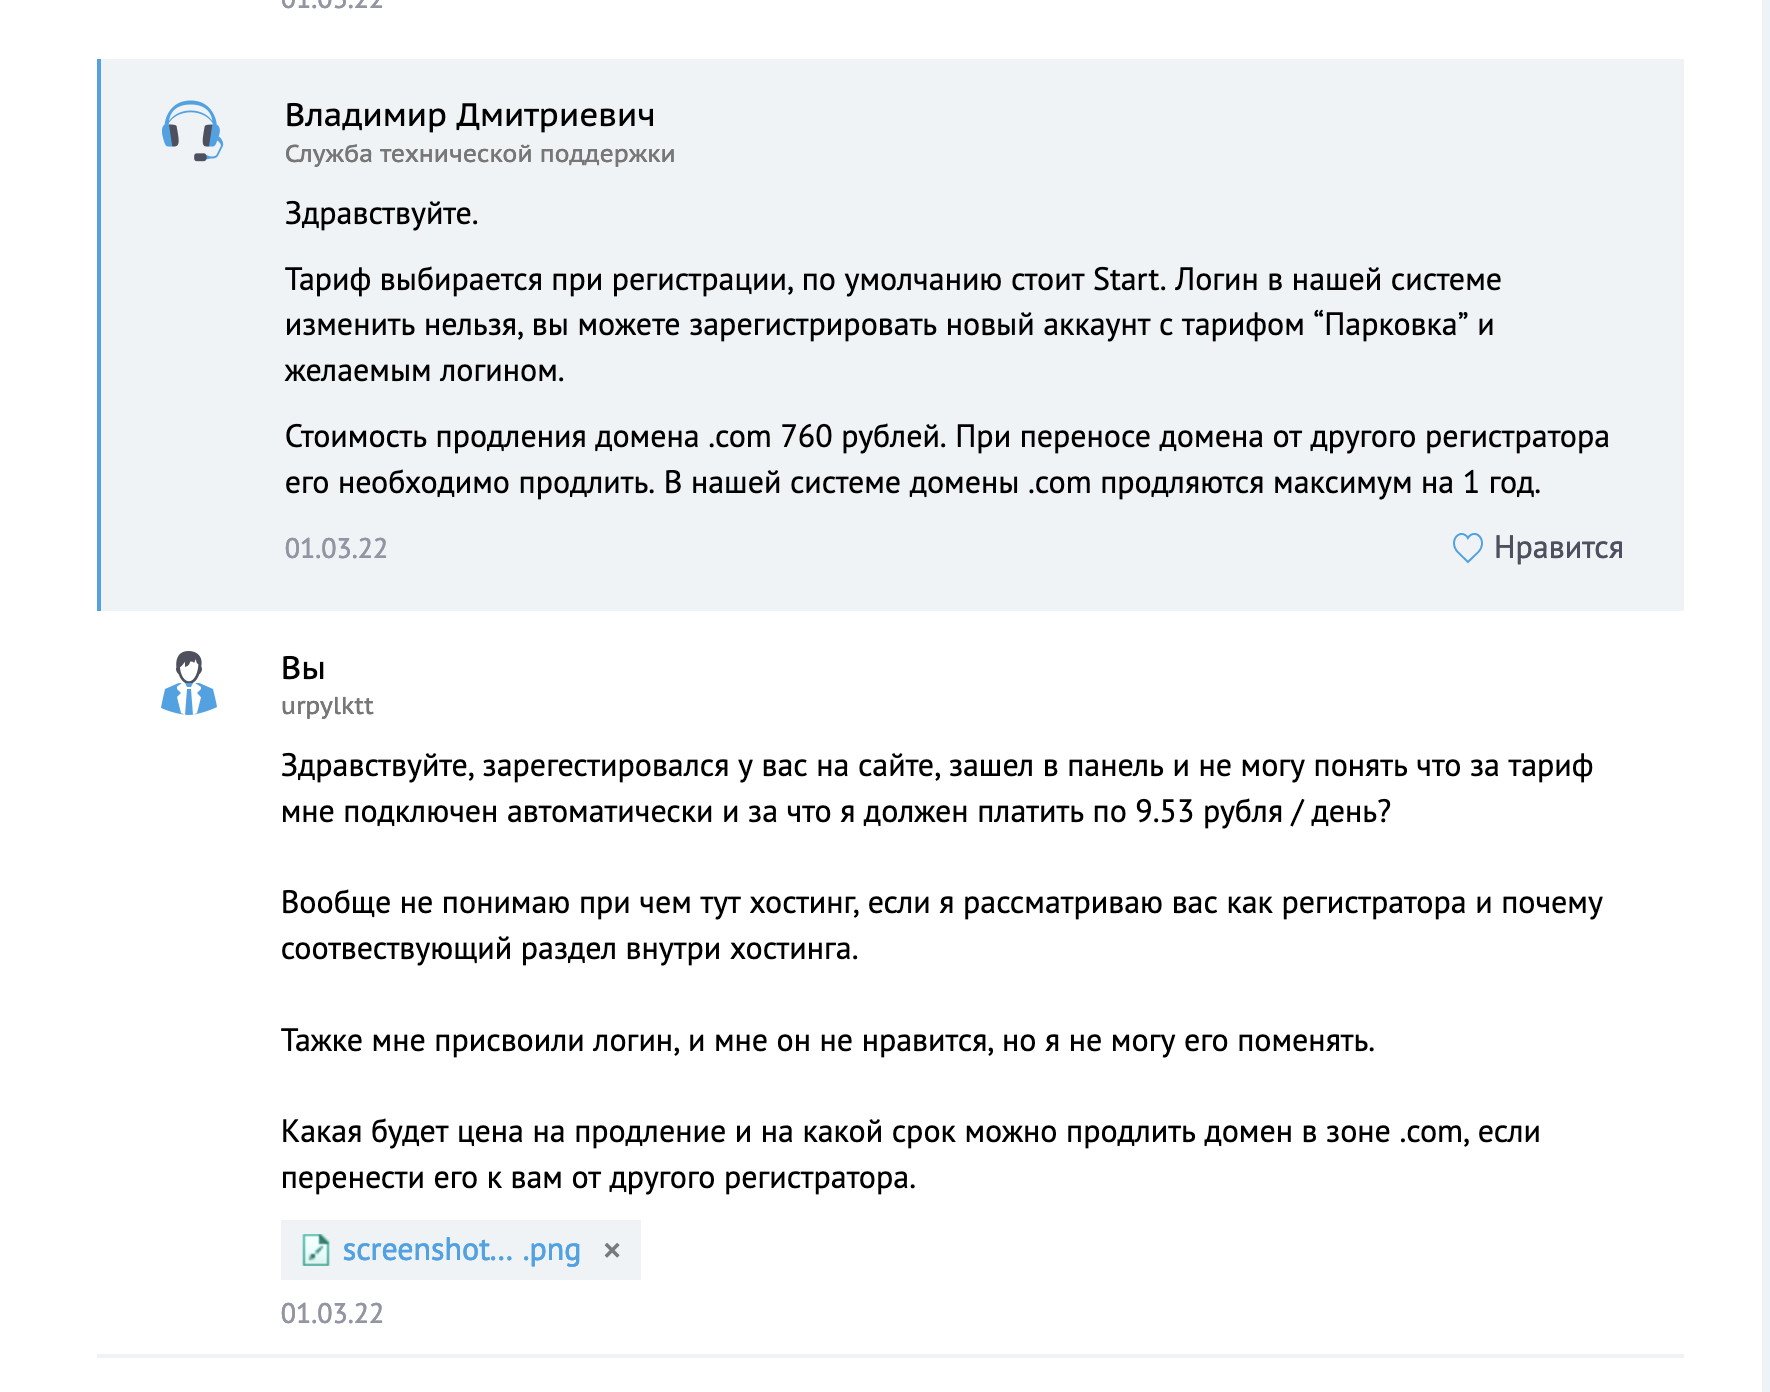 01.03.22
Владимир Дмитриевич
Служба технической поддержки
Здравствуйте.
Тариф выбирается при регистрации, по умолчанию стоит Start. Логин в нашей системе
изменить нельзя, вы можете зарегистрировать новый аккаунт с тарифом “Парковка” и
желаемым логином.
Стоимость продления домена .com 760 рублей. При переносе домена от другого регистратора
его необходимо продлить. В нашей системе домены .com продляются максимум на 1 год.
01.03.22
Нравится
Вы
urpylktt
Здравствуйте, зарегестировался у вас на сайте, зашел в панель и не могу понять что за тариф
мне подключен автоматически и за что я должен платить по 9.53 рубля / день?
Вообще не понимаю при чем тут хостинг, если я рассматриваю вас как регистратора и почему
соотвествующий раздел внутри хостинга.
Тажке мне присвоили логин, и мне он не нравится, но я не могу его поменять.
Какая будет цена на продление и на какой срок можно продлить домен в зоне .com, если
перенести его к вам от другого регистратора.
screenshot... .png ×
01.03.22